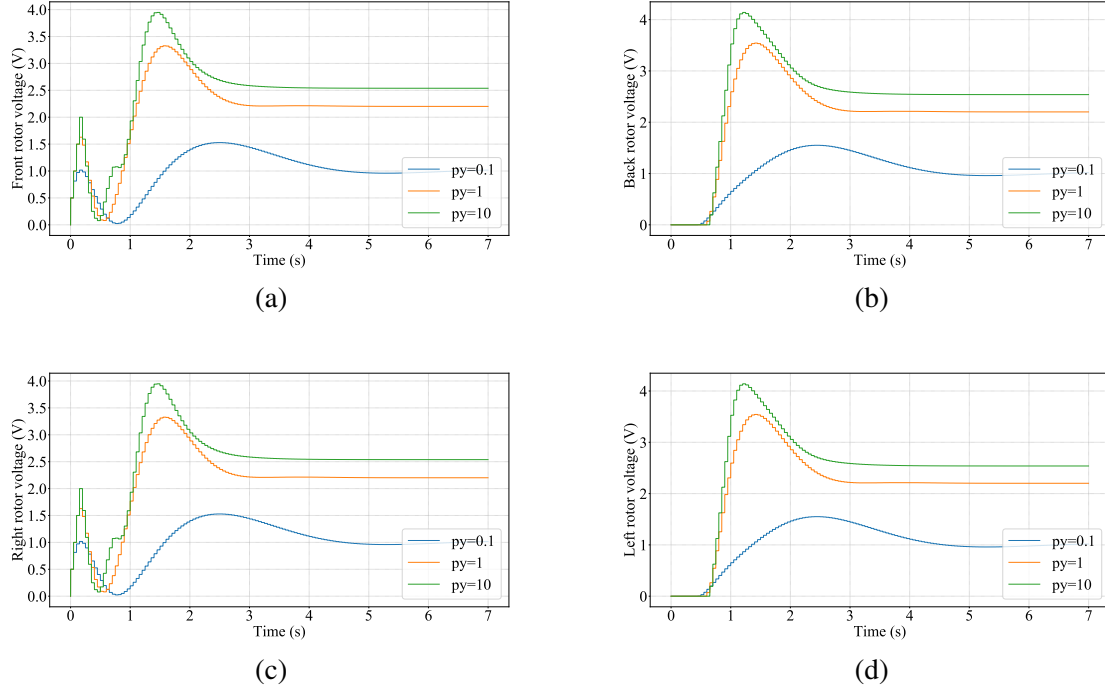 4.0
3.5
3.0
2.5
2.0
1.5
1.0
0.5
0.0
Front rotor voltage (V)
py=0.1
py=1
py=10
0 1 2 3 4 5 6 7
Time (s)
(a)
4
3
2
1
0
Back rotor voltage (V)
py=0.1
py=1
py=10
0 1 2 3 4 5 6 7
Time (s)
(b)
4.0
3.5
3.0
2.5
2.0
1.5
1.0
0.5
0.0
Right rotor voltage (V)
py=0.1
py=1
py=10
0 1 2 3 4 5 6 7
Time (s)
(c)
4
3
2
1
0
Left rotor voltage (V)
py=0.1
py=1
py=10
0 1 2 3 4 5 6 7
Time (s)
(d)